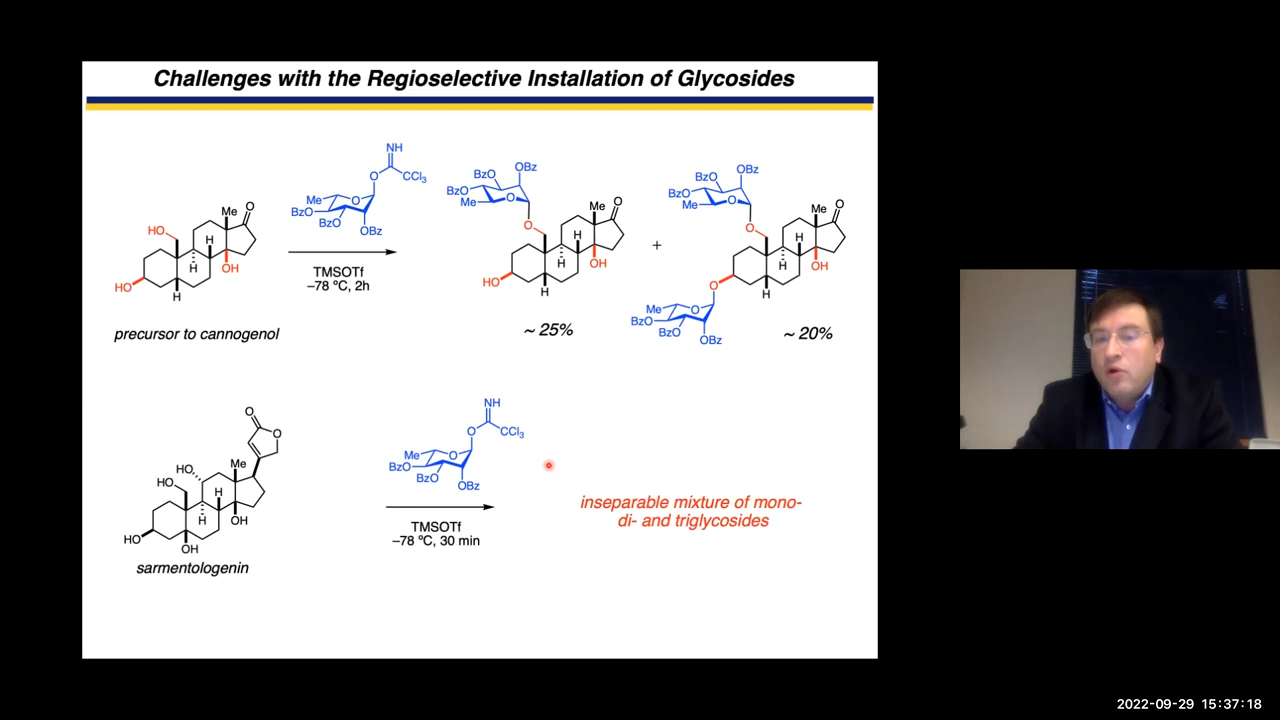 Challenges with the Regioselective Installation of Glycosides
NH
O
CCl3
Me
O
BzO
BzO
OBz
HO
Me
O
H
H
OH
HO
H
TMSOTf
–78 ºC, 2h
precursor to cannogenol
BzO
OBz
BzO
Me
O
O
Me
O
H
H
OH
HO
H
~ 25%
+
BzO
OBz
BzO
Me
O
O
Me
O
H
H
OH
O
H
Me
O
BzO
BzO
OBz
~ 20%
O
O
HO
Me
HO
H
H
OH
HO
OH
sarmentologenin
NH
O
CCl3
Me
O
BzO
BzO
OBz
TMSOTf
–78 ºC, 30 min
inseparable mixture of mono-
di- and triglycosides
2022-09-29 15:37:18